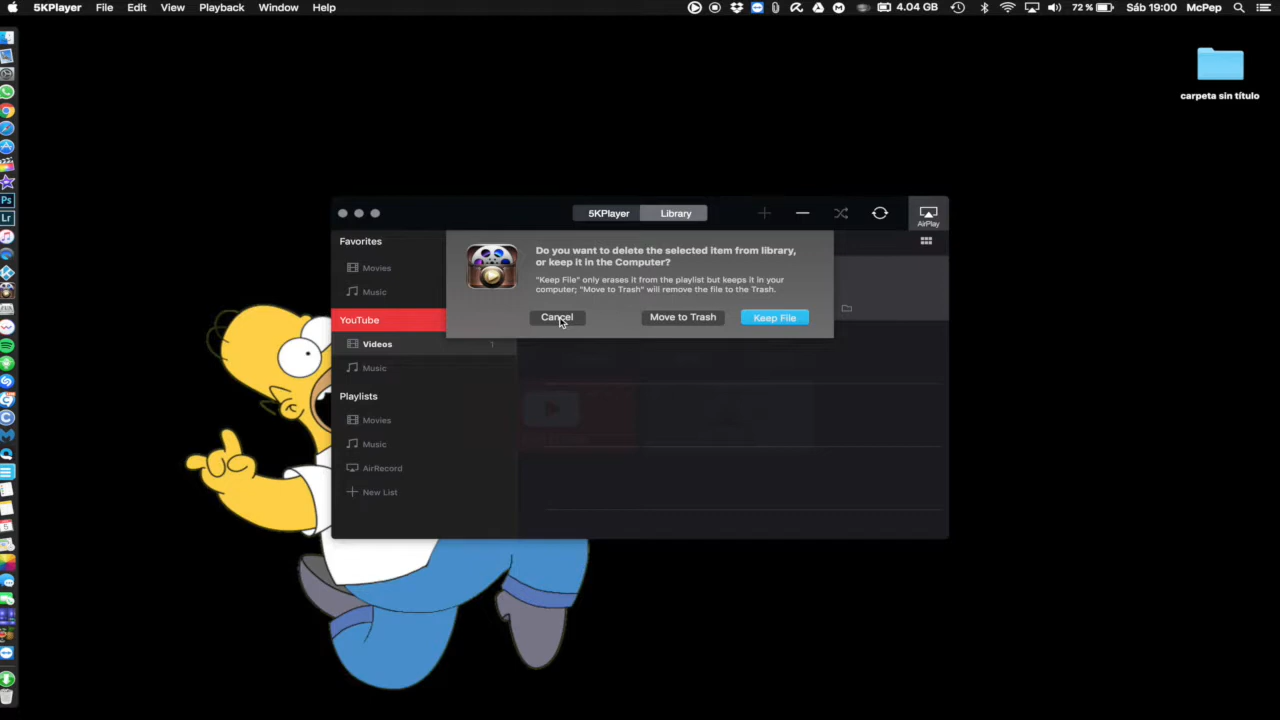 5KPlayer File Edit View Playback Window Help 4.04 GB 72 % Sáb 19:00 McPep
carpeta sin título
5KPlayer Library
AirPlay
Favorites
Movies
Music
YouTube
Videos 1
Music
Playlists
Movies
Music
AirRecord
New List
Do you want to delete the selected item from library,
or keep it in the Computer?
"Keep File" only erases it from the playlist but keeps it in your
computer; "Move to Trash" will remove the file to the Trash.
Cancel Move to Trash Keep File
Ps
Lr